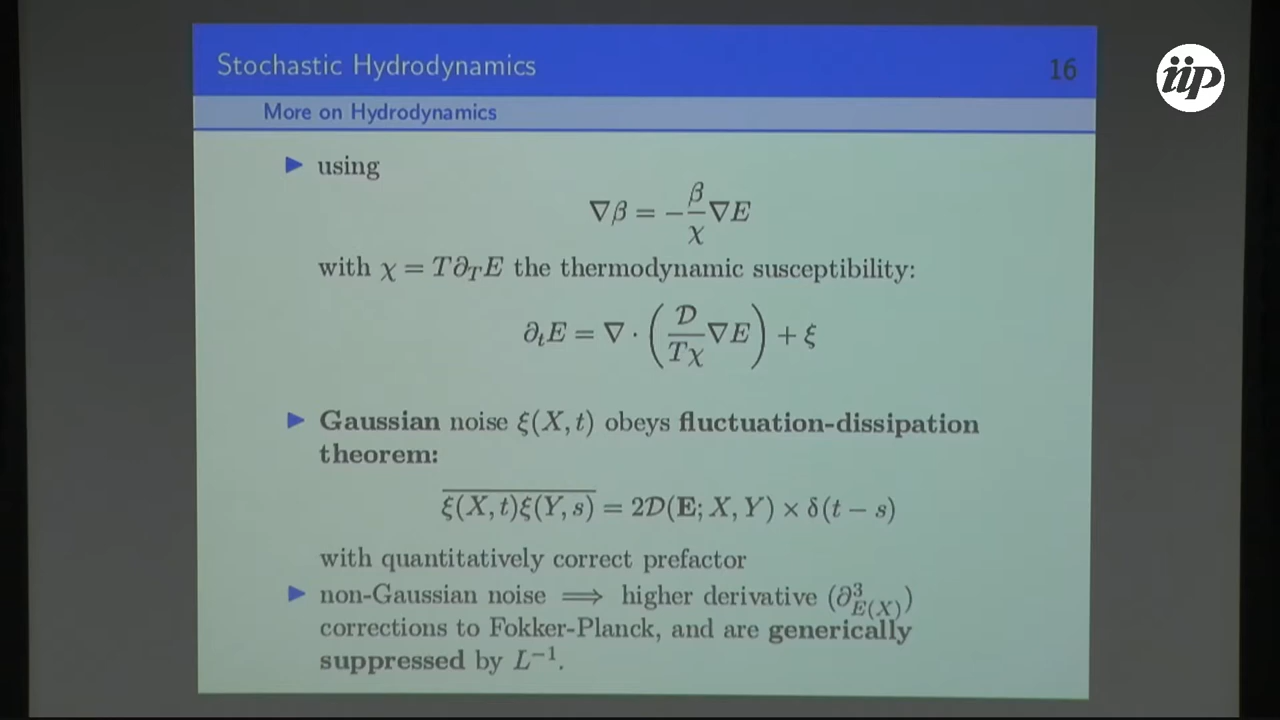 Stochastic Hydrodynamics
16
iip
More on Hydrodynamics
▶ using
∇β = −β/χ ∇E
with χ = T∂_T E the thermodynamic susceptibility:
∂_t E = ∇ · (𝒟/(Tχ) ∇E) + ξ
▶ Gaussian noise ξ(X, t) obeys fluctuation-dissipation
theorem:
\overline{ξ(X, t)ξ(Y, s)} = 2𝒟(E; X, Y) × δ(t − s)
with quantitatively correct prefactor
▶ non-Gaussian noise ⟹ higher derivative (∂³_{E(X)})
corrections to Fokker-Planck, and are generically
suppressed by L⁻¹.